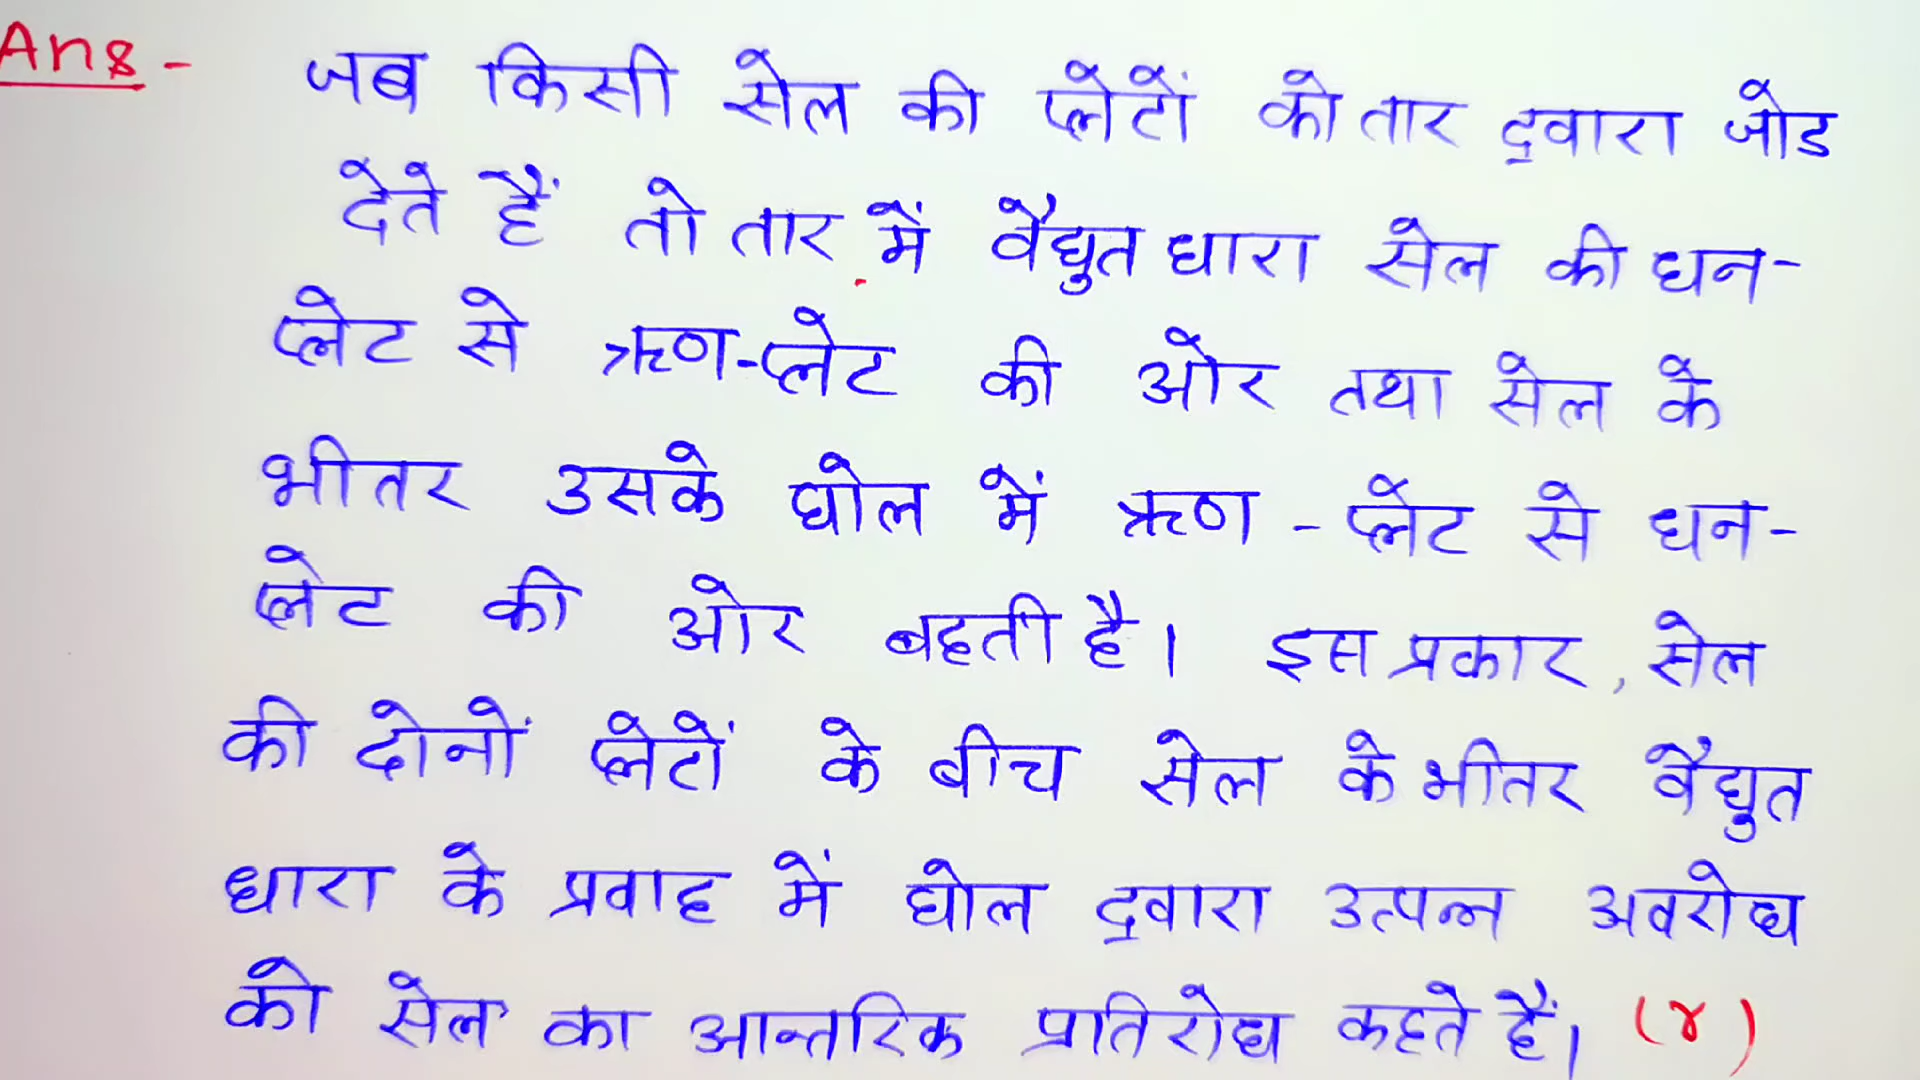 Ans - जब किसी सेल की प्लेटों को तार द्वारा जोड
देते हैं तो तार में वैद्युत धारा सेल की धन-
प्लेट से ऋण-प्लेट की ओर तथा सेल के
भीतर उसके घोल में ऋण - प्लेट से धन-
प्लेट की ओर बहती है। इस प्रकार, सेल
की दोनों प्लेटों के बीच सेल के भीतर वैद्युत
धारा के प्रवाह में घोल द्वारा उत्पन्न अवरोध
को सेल का आन्तरिक प्रतिरोध कहते हैं। (r)